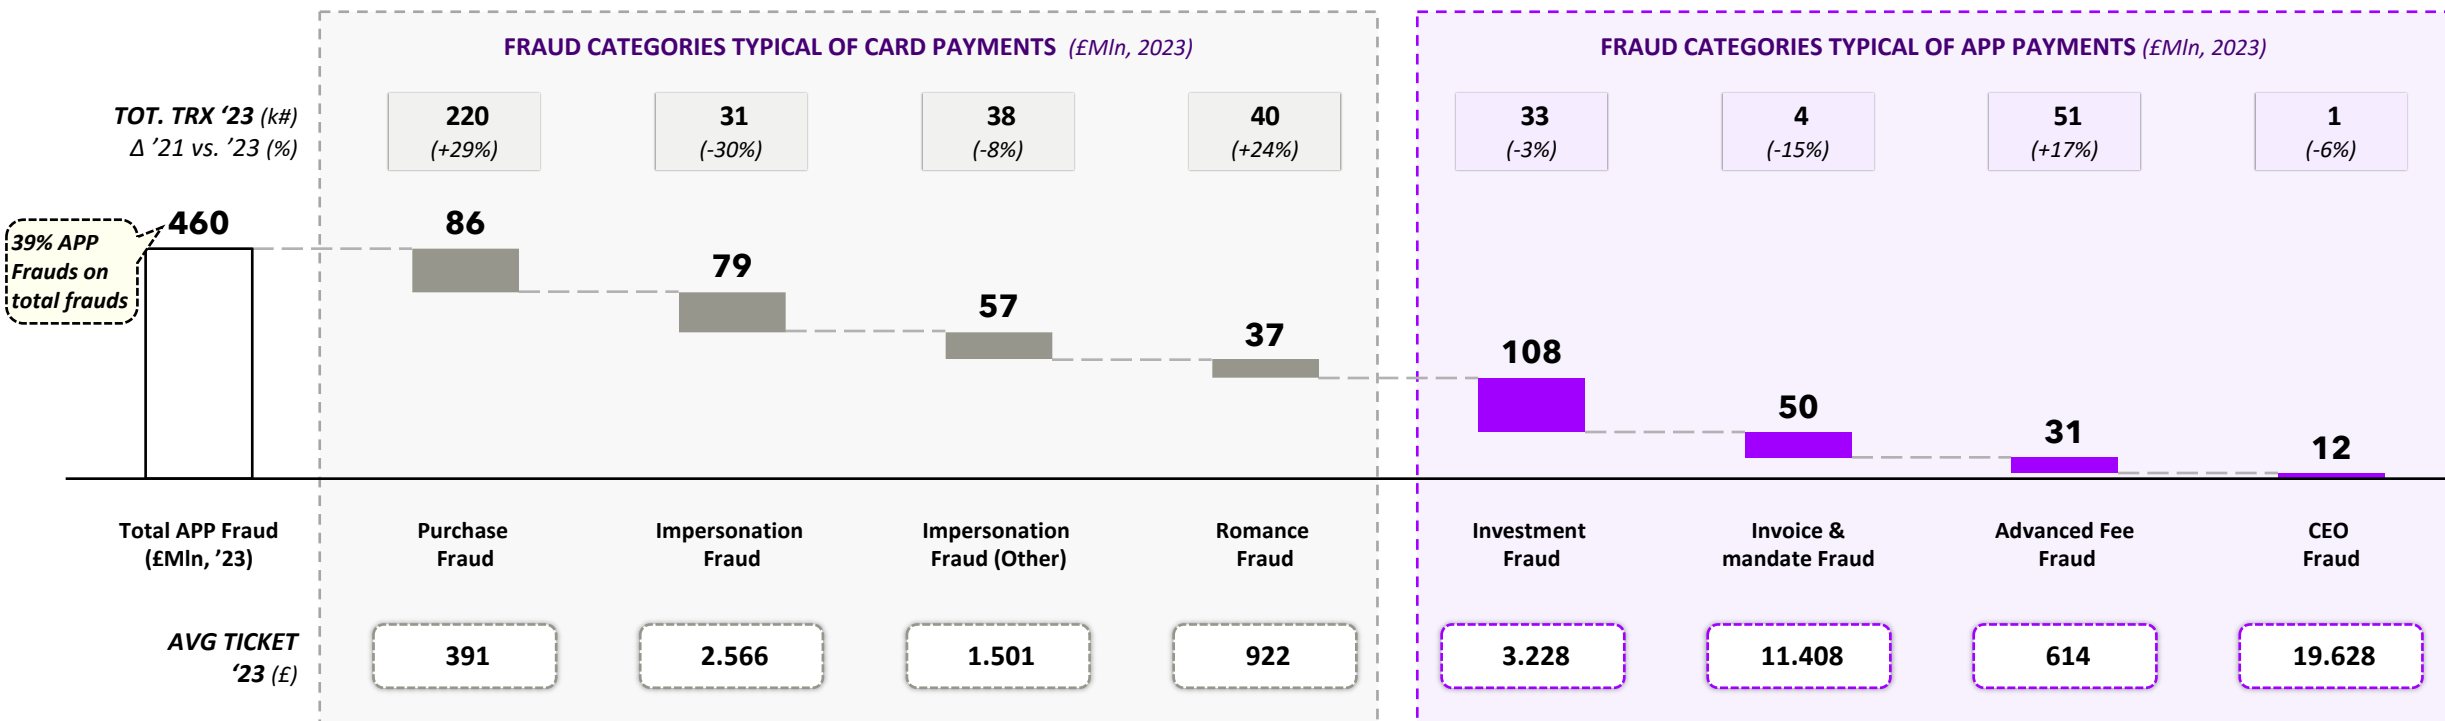 FRAUD CATEGORIES TYPICAL OF CARD PAYMENTS (£Mln, 2023)
FRAUD CATEGORIES TYPICAL OF APP PAYMENTS (£Mln, 2023)
TOT. TRX ‘23 (k#)
Δ ’21 vs. ’23 (%)
220
(+29%)
31
(-30%)
38
(-8%)
40
(+24%)
33
(-3%)
4
(-15%)
51
(+17%)
1
(-6%)
39% APP
Frauds on
total frauds
460
86
79
57
37
108
50
31
12
Total APP Fraud
(£Mln, ’23)
Purchase
Fraud
Impersonation
Fraud
Impersonation
Fraud (Other)
Romance
Fraud
Investment
Fraud
Invoice &
mandate Fraud
Advanced Fee
Fraud
CEO
Fraud
AVG TICKET
‘23 (£)
391
2.566
1.501
922
3.228
11.408
614
19.628